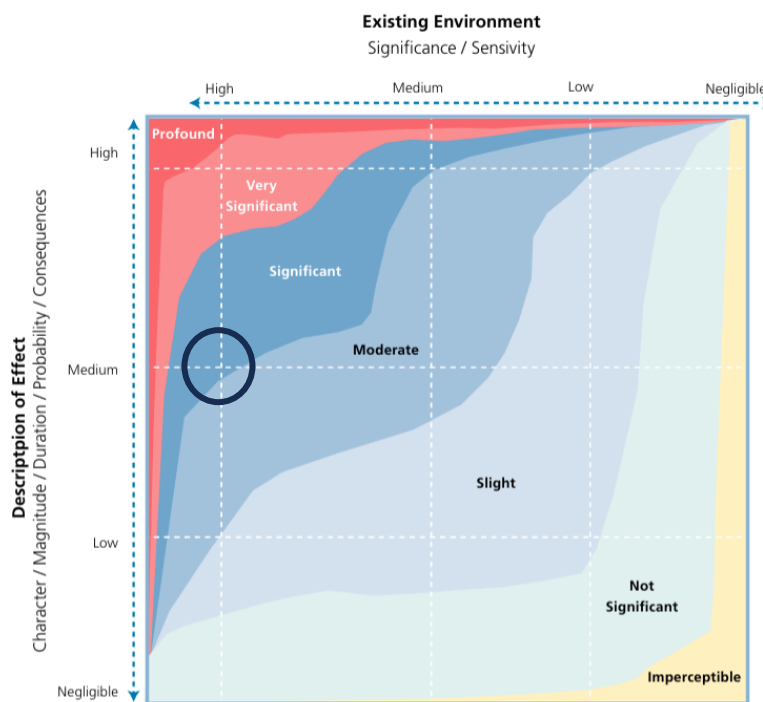 Existing Environment
Significance / Sensivity
High
Medium
Low
Negligible
Descriptpion of Effect
Character / Magnitude / Duration / Probability / Consequences
High
Medium
Low
Negligible
Profound
Very
Significant
Significant
Moderate
Slight
Not
Significant
Imperceptible